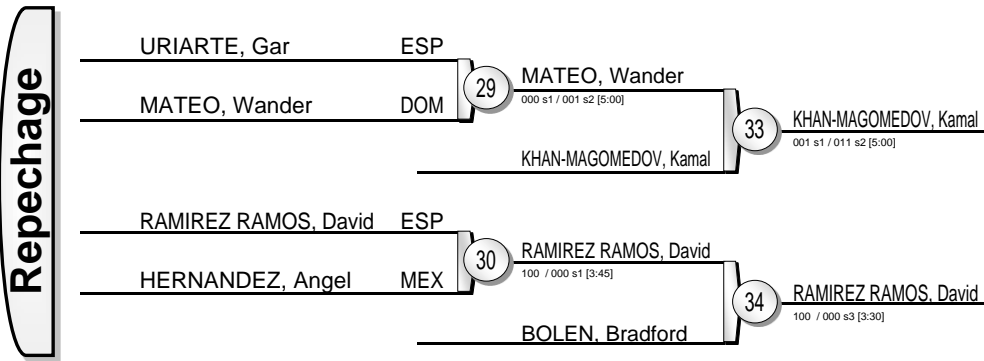 Repechage
URIARTE, Gar ESP
MATEO, Wander DOM
29
MATEO, Wander
000 s1 / 001 s2 [5:00]
KHAN-MAGOMEDOV, Kamal
33
KHAN-MAGOMEDOV, Kamal
001 s1 / 011 s2 [5:00]
RAMIREZ RAMOS, David ESP
HERNANDEZ, Angel MEX
30
RAMIREZ RAMOS, David
100 / 000 s1 [3:45]
BOLEN, Bradford
34
RAMIREZ RAMOS, David
100 / 000 s3 [3:30]